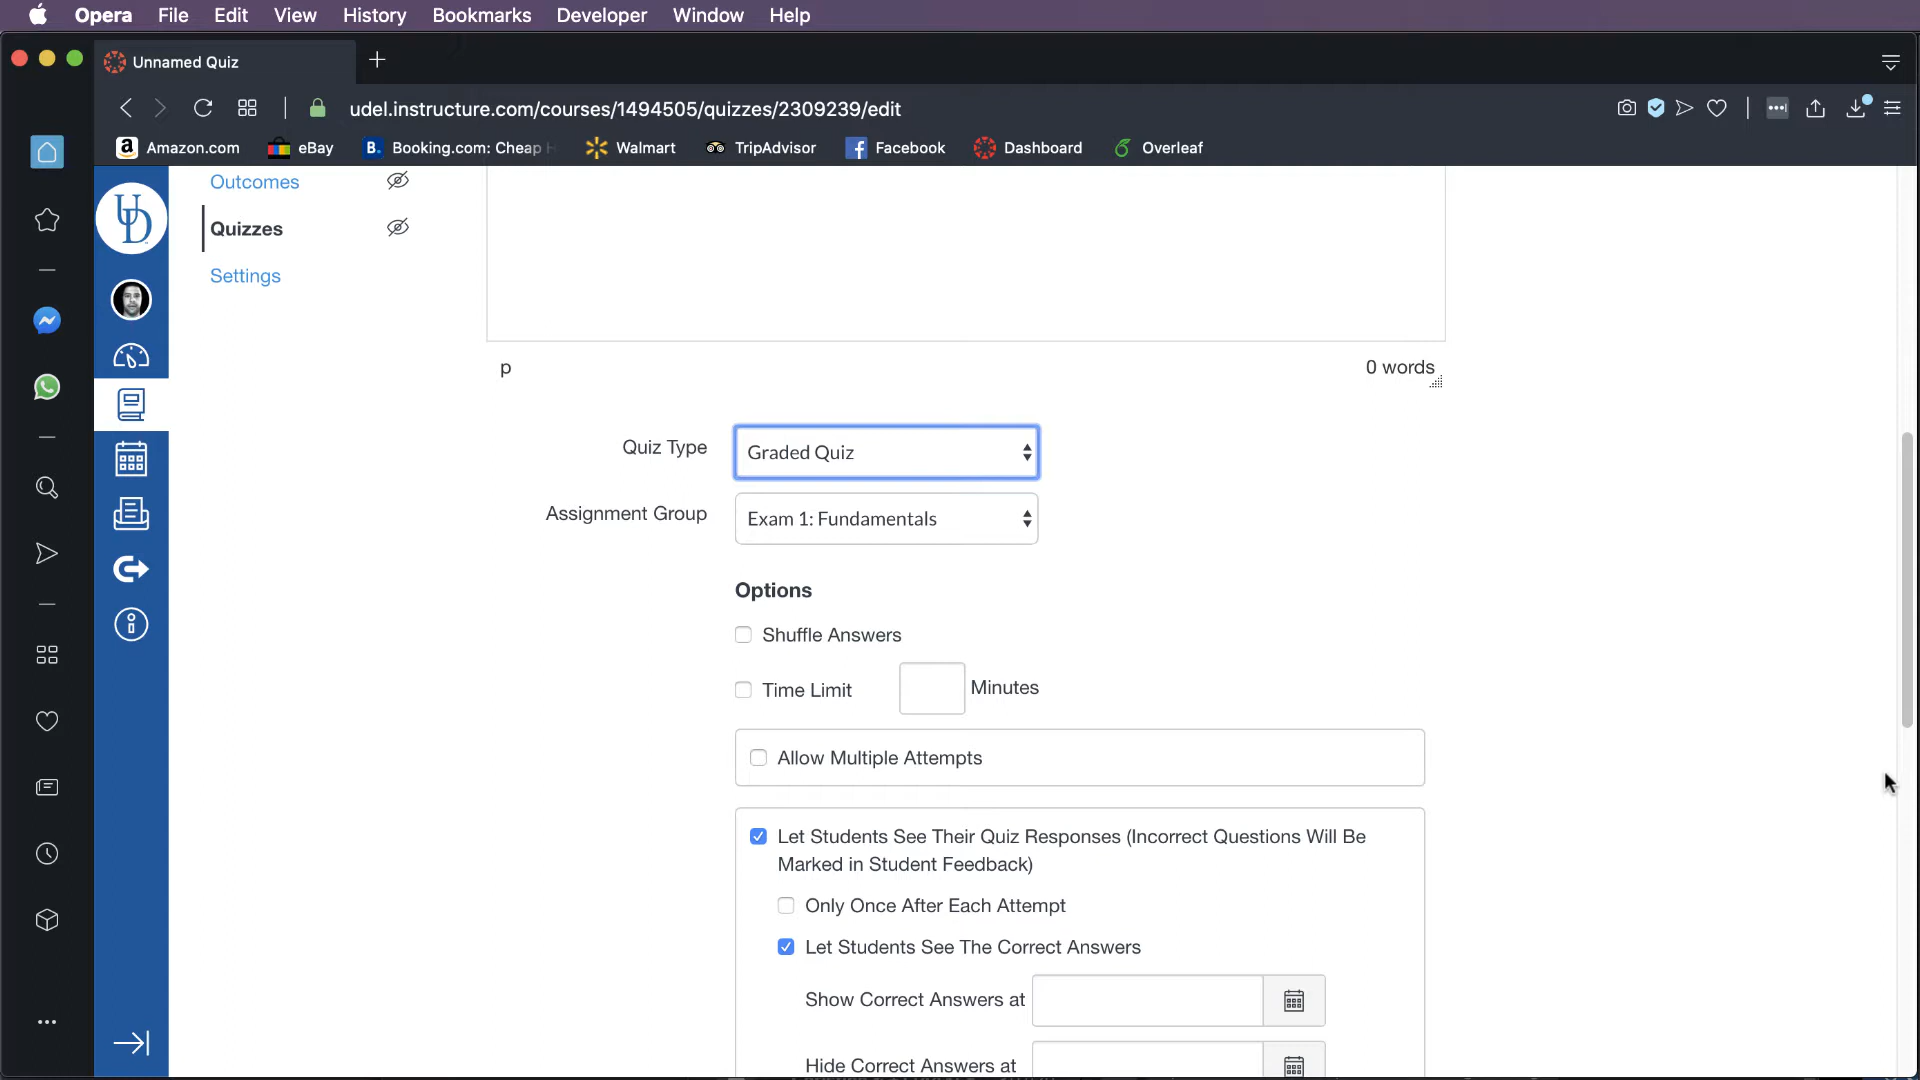 Opera File Edit View History Bookmarks Developer Window Help
Unnamed Quiz
udel.instructure.com/courses/1494505/quizzes/2309239/edit
Amazon.com eBay Booking.com: Cheap Walmart TripAdvisor Facebook Dashboard Overleaf
UD
Outcomes
Quizzes
Settings
p 0 words
Quiz Type Graded Quiz
Assignment Group Exam 1: Fundamentals
Options
Shuffle Answers
Time Limit Minutes
Allow Multiple Attempts
Let Students See Their Quiz Responses (Incorrect Questions Will Be
Marked in Student Feedback)
Only Once After Each Attempt
Let Students See The Correct Answers
Show Correct Answers at
Hide Correct Answers at